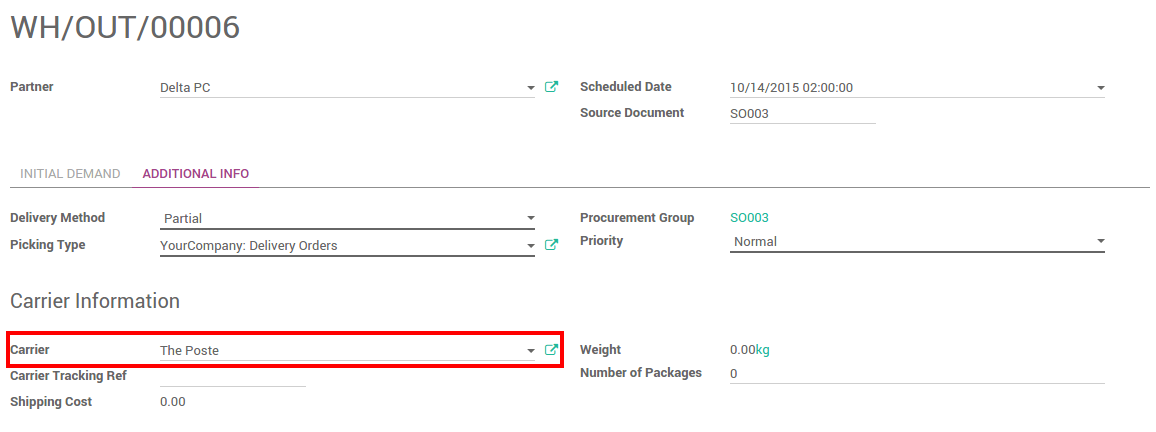 WH/OUT/00006
Partner Delta PC Scheduled Date 10/14/2015 02:00:00
Source Document SO003
INITIAL DEMAND ADDITIONAL INFO
Delivery Method Partial Procurement Group SO003
Picking Type YourCompany: Delivery Orders Priority Normal
Carrier Information
Carrier The Poste Weight 0.00kg
Carrier Tracking Ref Number of Packages 0
Shipping Cost 0.00